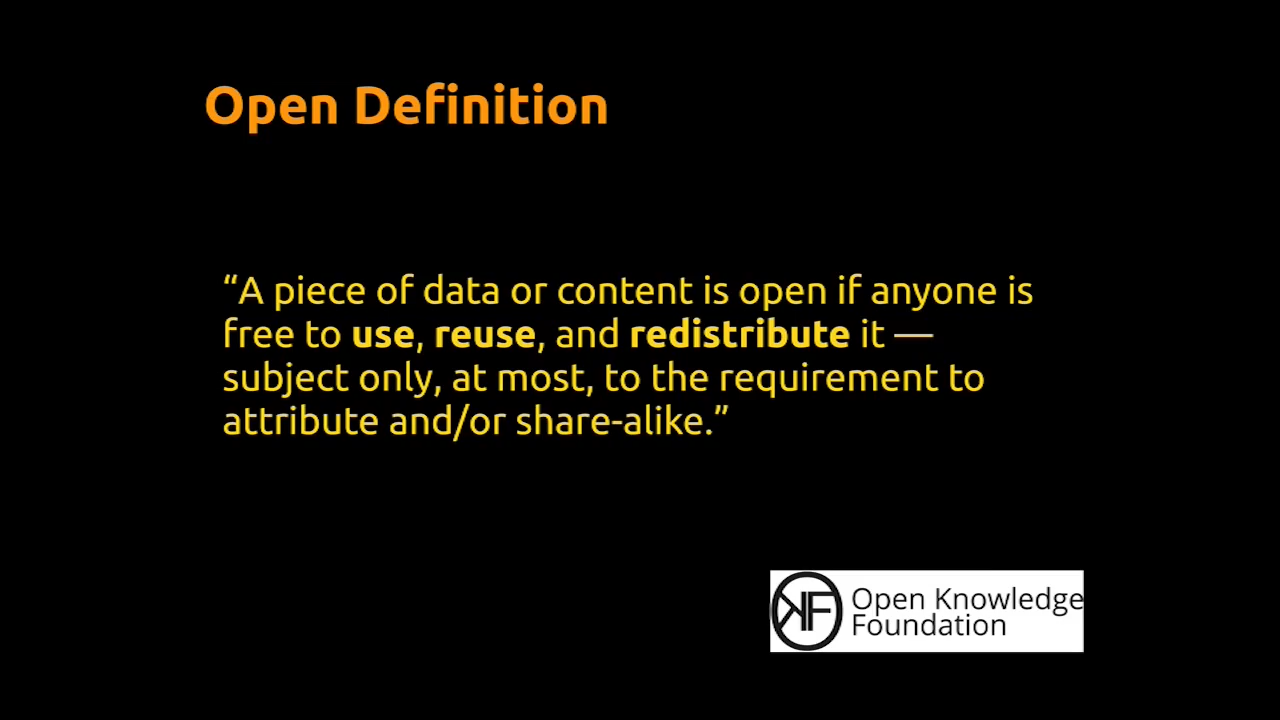 Open Definition
“A piece of data or content is open if anyone is
free to use, reuse, and redistribute it —
subject only, at most, to the requirement to
attribute and/or share-alike.”
Open Knowledge
Foundation